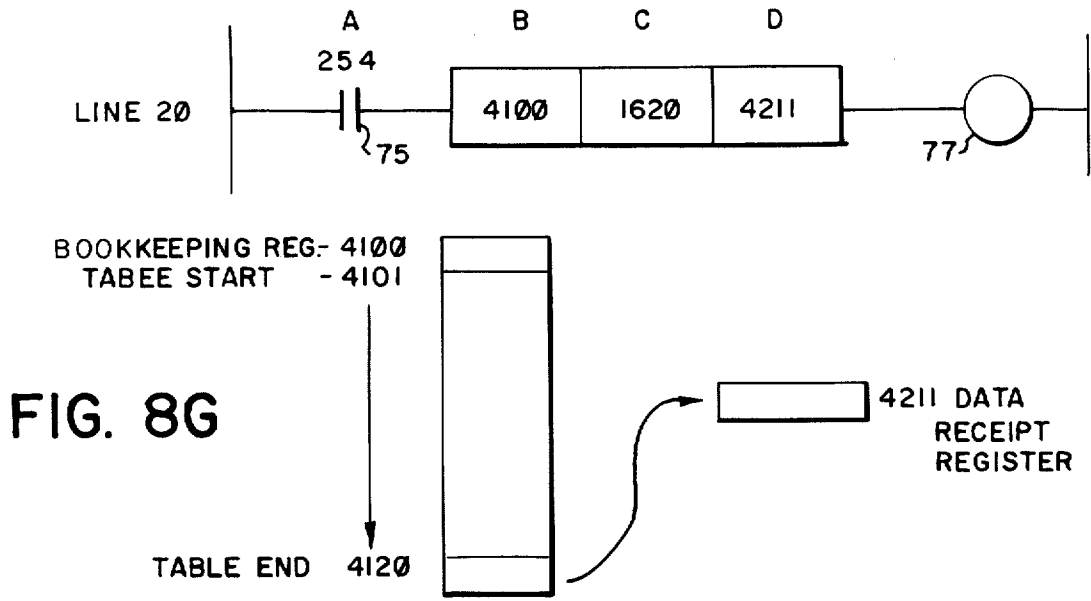 A B C D
254
LINE 20
4100 1620 4211
75
77
BOOKKEEPING REG.- 4100
TABEE START - 4101
FIG. 8G
4211 DATA
RECEIPT
REGISTER
TABLE END 4120